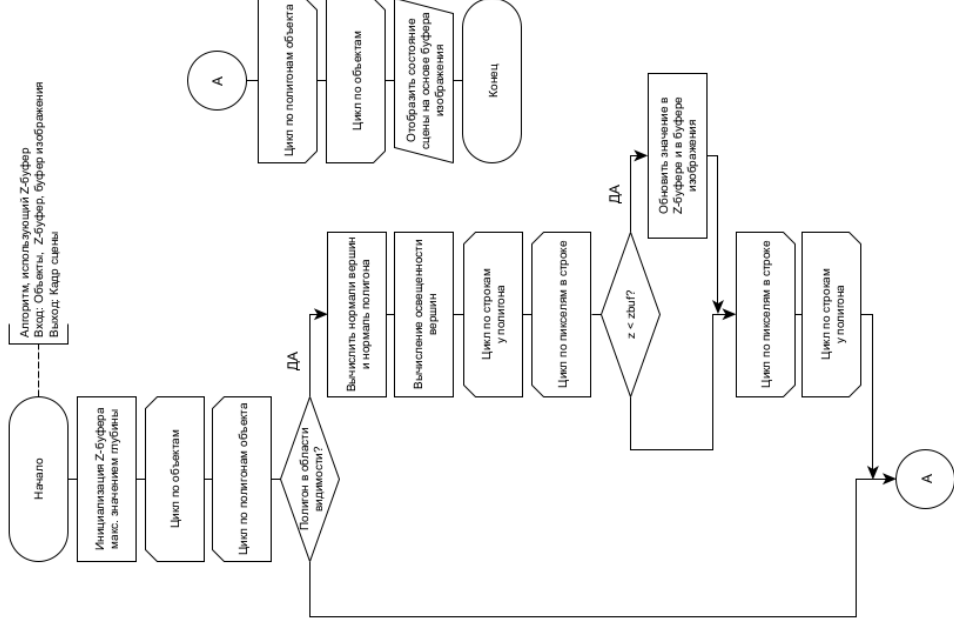 Алгоритм, использующий Z-буфер
Вход: Объекты, Z-буфер, буфер изображения
Выход: Кадр сцены
Начало
Инициализация Z-буфера
макс. значением глубины
Цикл по объектам
Цикл по полигонам объекта
Полигон в области
видимости?
ДА
Вычислить нормали вершин
и нормаль полигона
Вычисление освещенности
вершин
Цикл по строкам
у полигона
Цикл по пикселям в строке
z < zbuf?
ДА
Обновить значение в
Z-буфере и в буфере
изображения
Цикл по пикселям в строке
Цикл по строкам
у полигона
А
А
Цикл по полигонам объекта
Цикл по объектам
Отобразить состояние
сцены на основе буфера
изображения
Конец